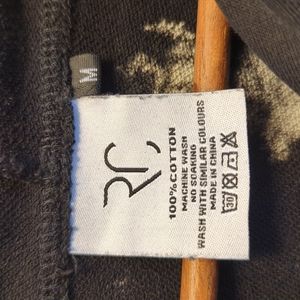 M
RC
100% COTTON
MACHINE WASH
NO SOAKING
WASH WITH SIMILAR COLOURS
MADE IN CHINA
30